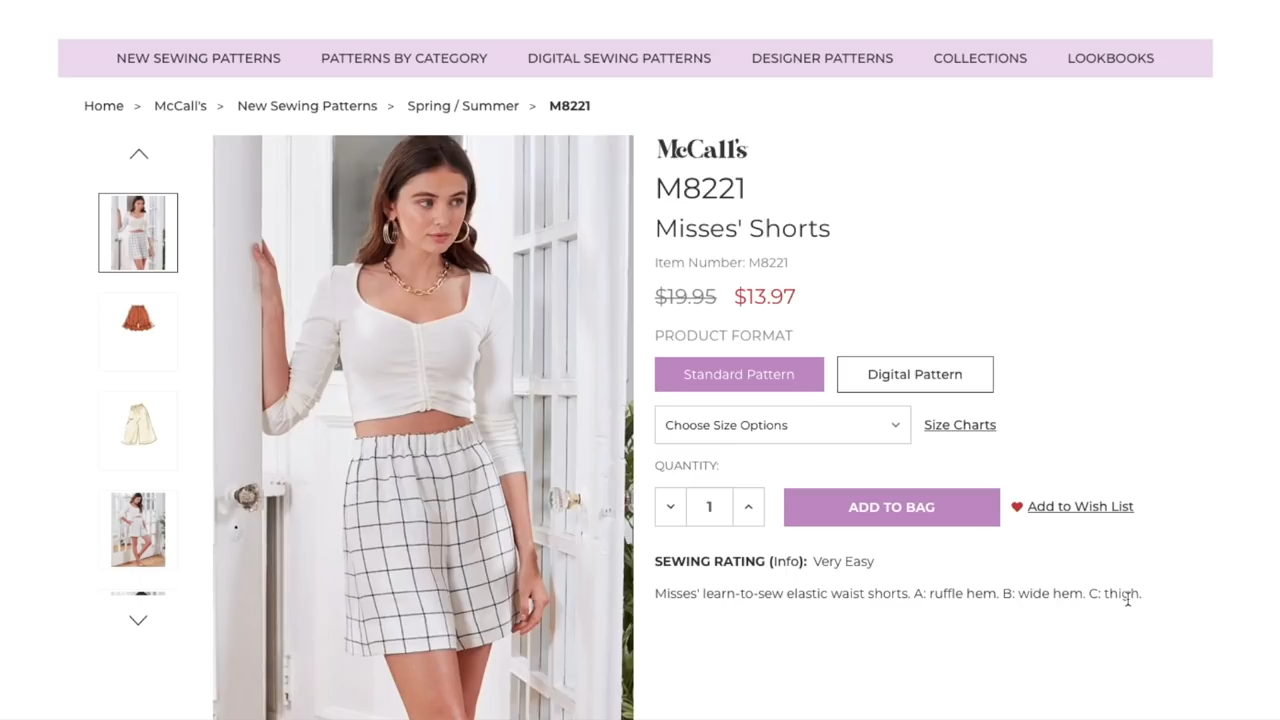 NEW SEWING PATTERNS PATTERNS BY CATEGORY DIGITAL SEWING PATTERNS DESIGNER PATTERNS COLLECTIONS LOOKBOOKS
Home > McCall's > New Sewing Patterns > Spring / Summer > M8221
McCall's
M8221
Misses' Shorts
Item Number: M8221
$19.95 $13.97
PRODUCT FORMAT
Standard Pattern Digital Pattern
Choose Size Options Size Charts
QUANTITY:
1 ADD TO BAG Add to Wish List
SEWING RATING (Info): Very Easy
Misses' learn-to-sew elastic waist shorts. A: ruffle hem. B: wide hem. C: thigh.